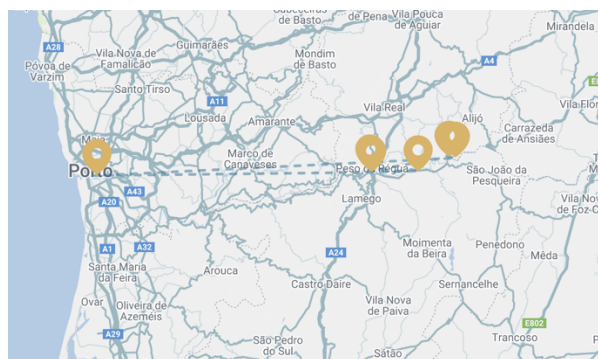 de Basto
de Pena
Vila Pouca
de Aguiar
Mirandela
A28
Vila Nova de
Famalicão
Guimarães
Mondim
de Basto
Póvoa de
Varzim
A4
Santo Tirso
A11
Vila Real
Vila Flor
Lousada
Amarante
Alijó
Carrazeda
de Ansiães
Maia
Marco de
Canaveses
Porto
Peso da Régua
São João da
Pesqueira
A43
A20
Lamego
Vila Nov
de Foz-C
A1
A32
A24
Moimenta
da Beira
Penedono
Mêda
Santa Maria
da Feira
Arouca
Castro Daire
Sernancelhe
Ovar
Oliveira de
Azeméis
Vila Nova
de Paiva
E802
A29
São Pedro
do Sul
Sátão
Trancoso